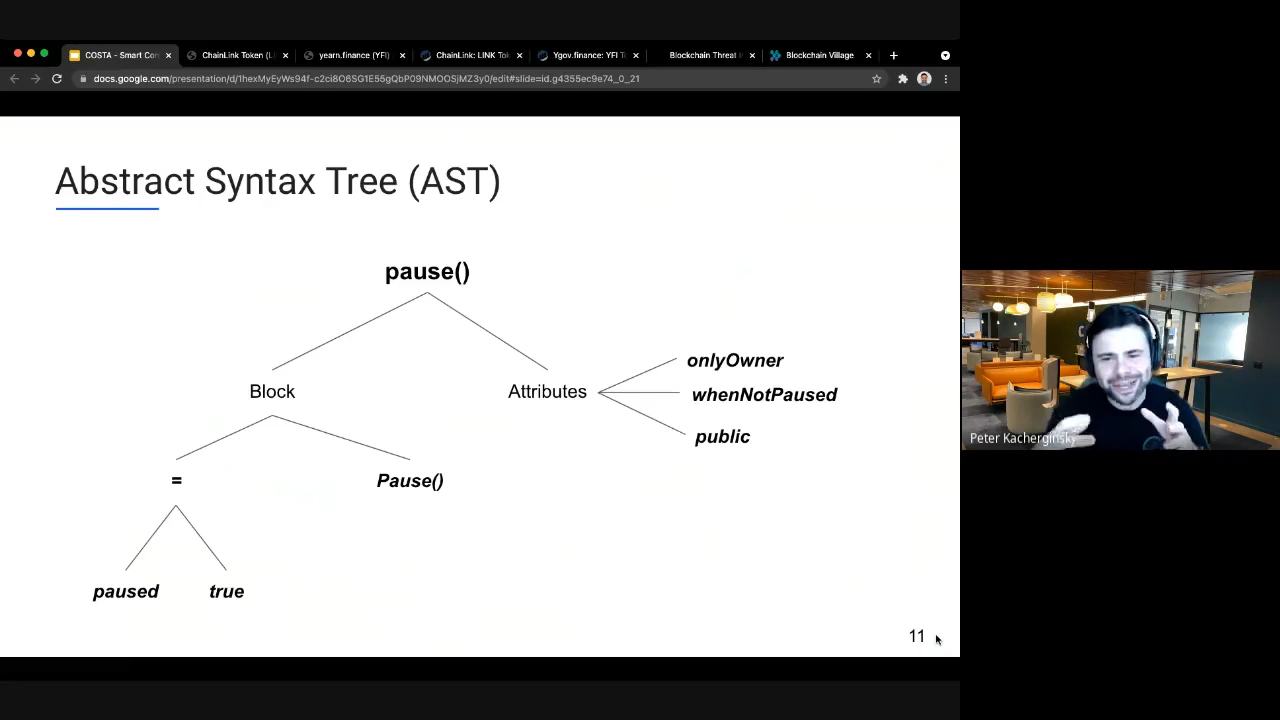 COSTA - Smart Con
ChainLink Token (LI
yearn.finance (YFI)
ChainLink: LINK Tok
Ygov.finance: YFI T
Blockchain Threat I
Blockchain Village
docs.google.com/presentation/d/1hexMyEyWs94f-c2ci8O6SG1E55gQbP09NMOOSjMZ3y0/edit#slide=id.g4355ec9e74_0_21
Abstract Syntax Tree (AST)
pause()
Block
Attributes
onlyOwner
whenNotPaused
public
=
Pause()
paused
true
11
Peter Kacherginsky